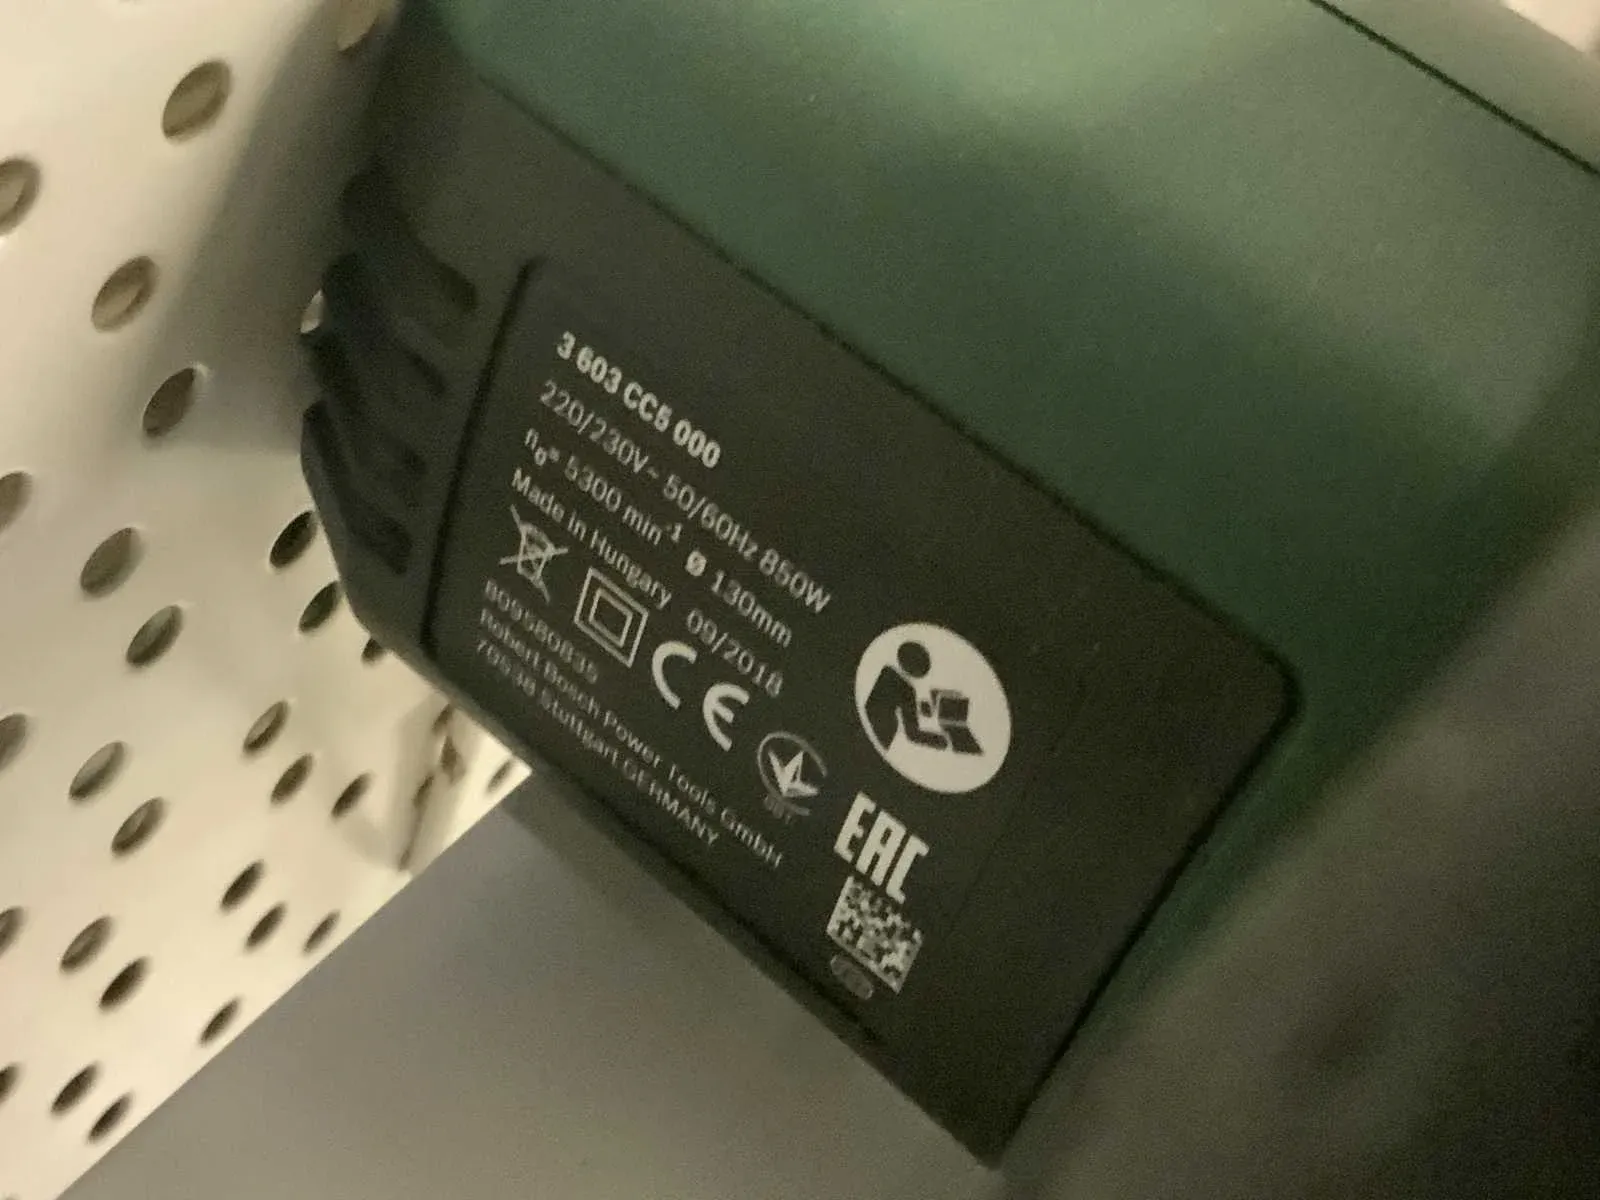 3 603 CC5 000
220/230V~ 50/60Hz 850W
n₀= 5300 min⁻¹ ø 130mm
Made in Hungary 09/2018
CE
EAC
809580835
Robert Bosch Power Tools GmbH
70538 Stuttgart GERMANY